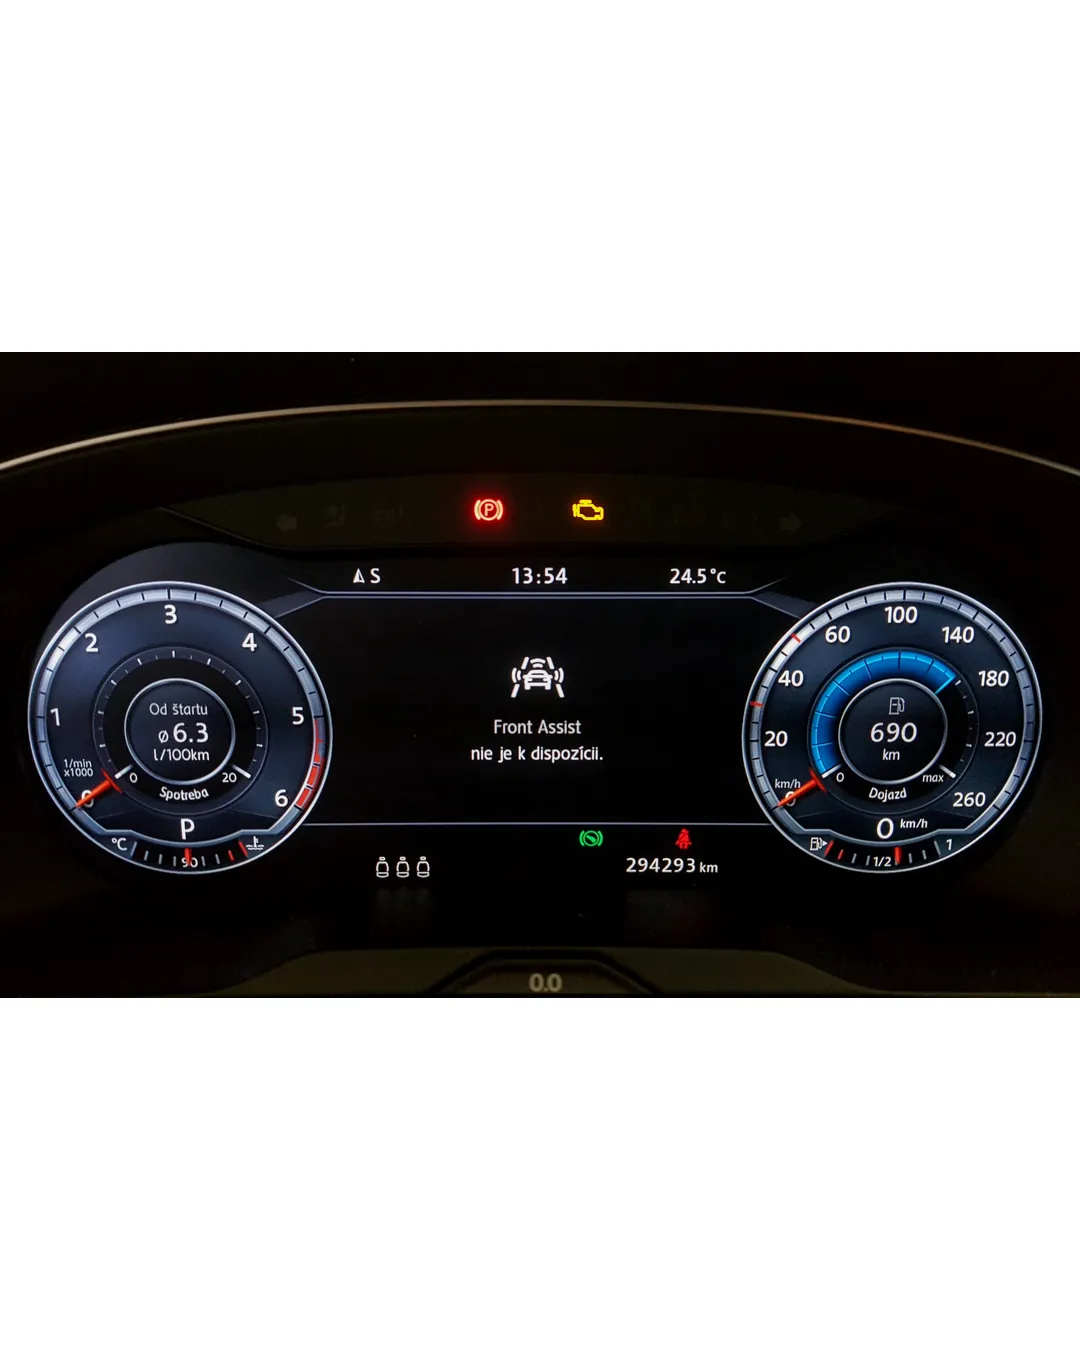 S
13:54
24.5°C
3
2
4
1
5
1/min
x1000
0
6
Od štartu
ø 6.3
l/100km
0
20
Spotreba
P
°C
90
Front Assist
nie je k dispozícii.
100
60
140
40
180
20
220
km/h
0
260
690
km
0
max
Dojazd
0 km/h
1/2
1
P
294293 km
0.0